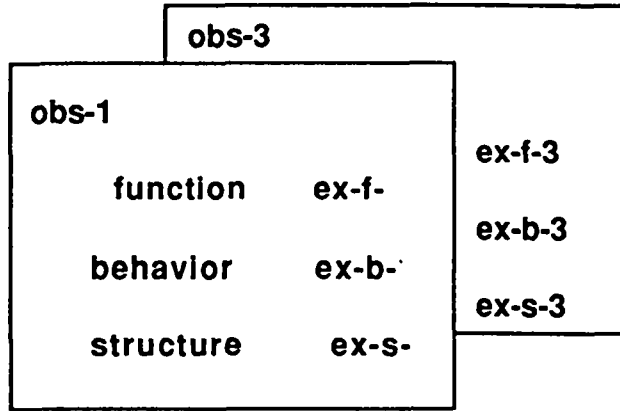 obs-3
obs-1
ex-f-3
function ex-f-
ex-b-3
behavior ex-b-
ex-s-3
structure ex-s-